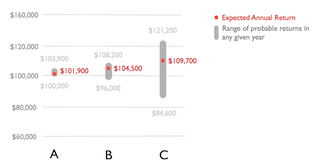 $160,000
Expected Annual Return
Range of probable returns in
any given year
$140,000
$121,200
$120,000
$103,900
$108,200
$109,700
$101,900
$104,500
$100,000
$100,000
$96,000
$84,600
$80,000
$60,000
A
B
C